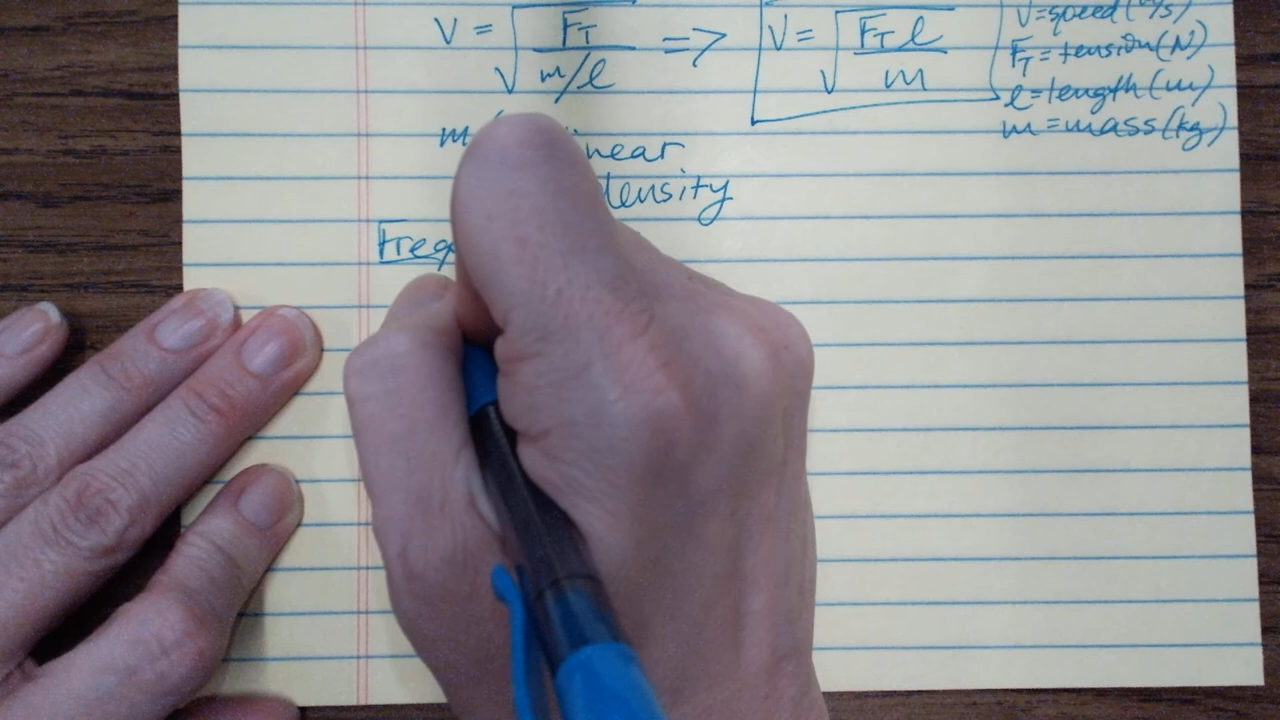 V = √(F_T / (m/l)) => V = √(F_T l / m)
V=speed(m/s)
F_T=tension(N)
l=length(m)
m=mass(kg)
m near
density
Freq